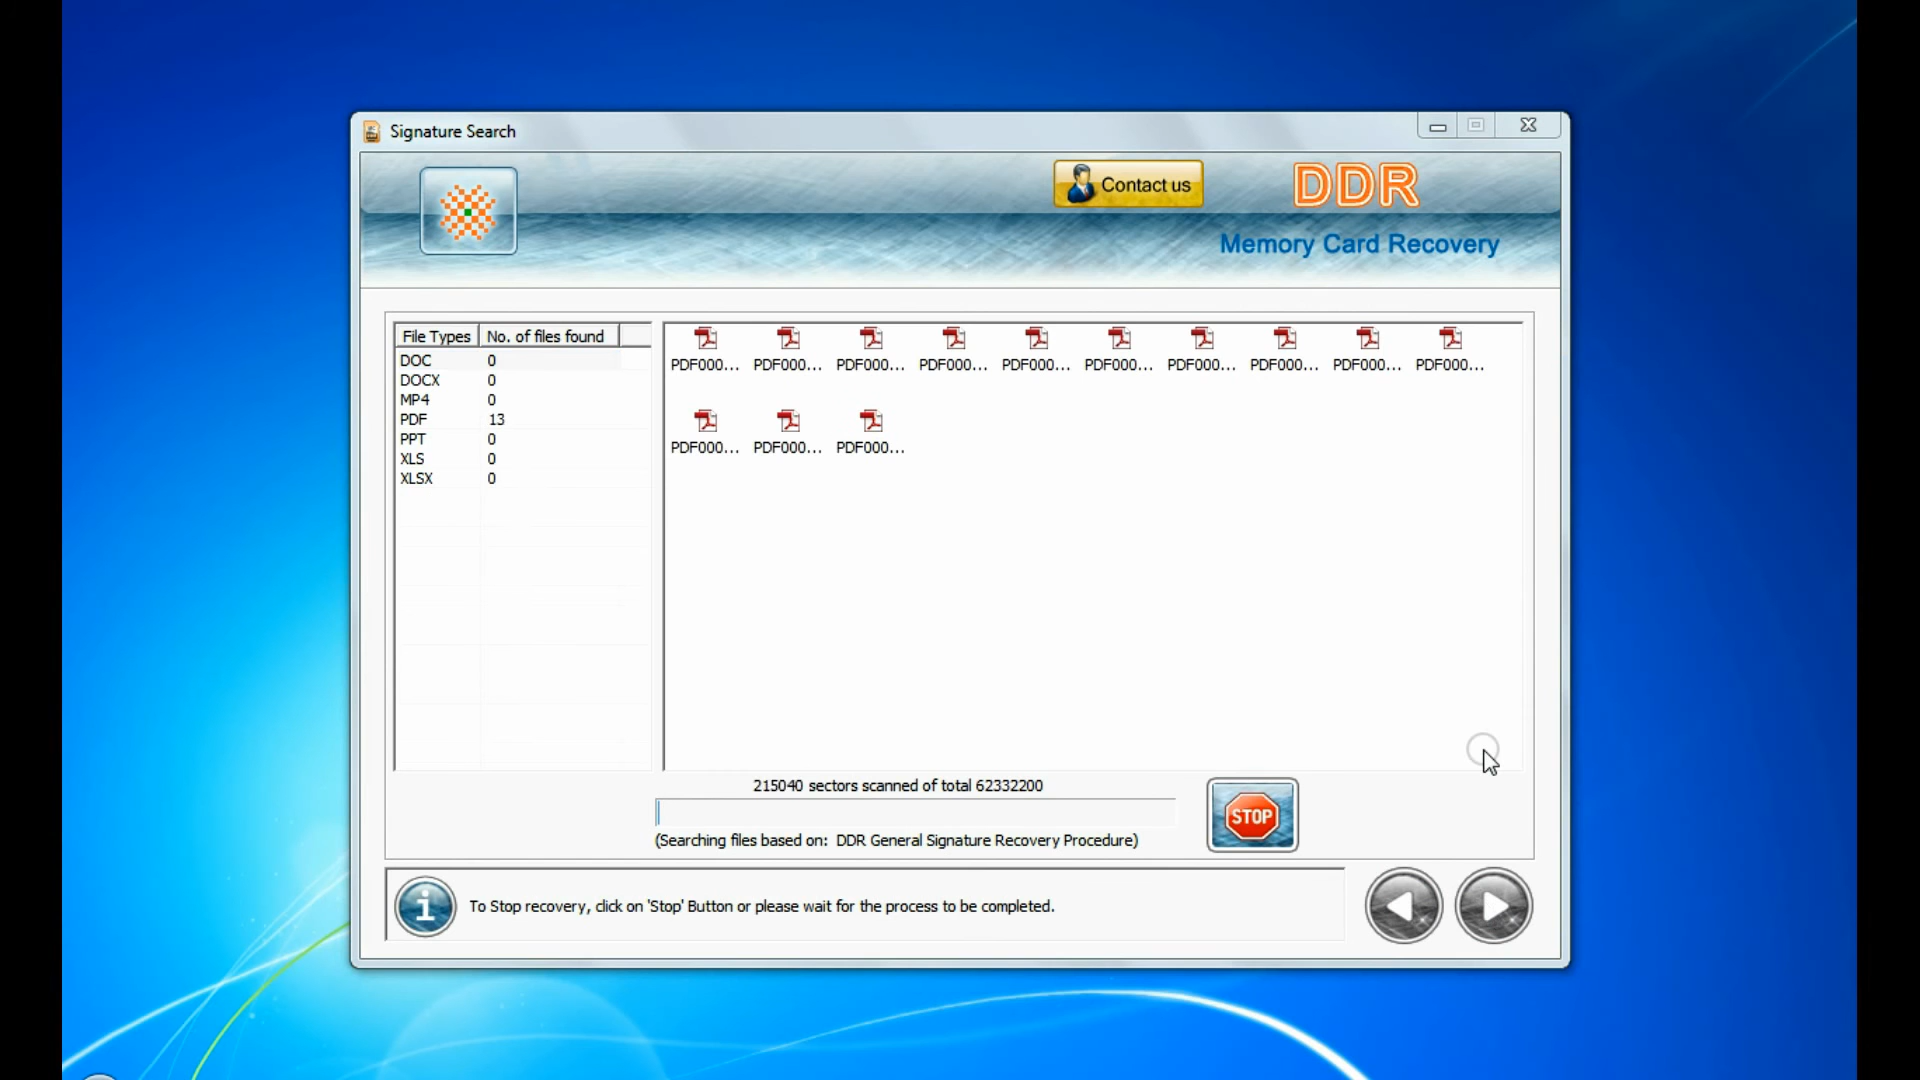 Signature Search
Contact us
DDR
Memory Card Recovery
File Types No. of files found
DOC 0
DOCX 0
MP4 0
PDF 13
PPT 0
XLS 0
XLSX 0
PDF000... PDF000... PDF000... PDF000... PDF000... PDF000... PDF000... PDF000... PDF000... PDF000...
PDF000... PDF000... PDF000...
215040 sectors scanned of total 62332200
STOP
(Searching files based on: DDR General Signature Recovery Procedure)
To Stop recovery, click on 'Stop' Button or please wait for the process to be completed.